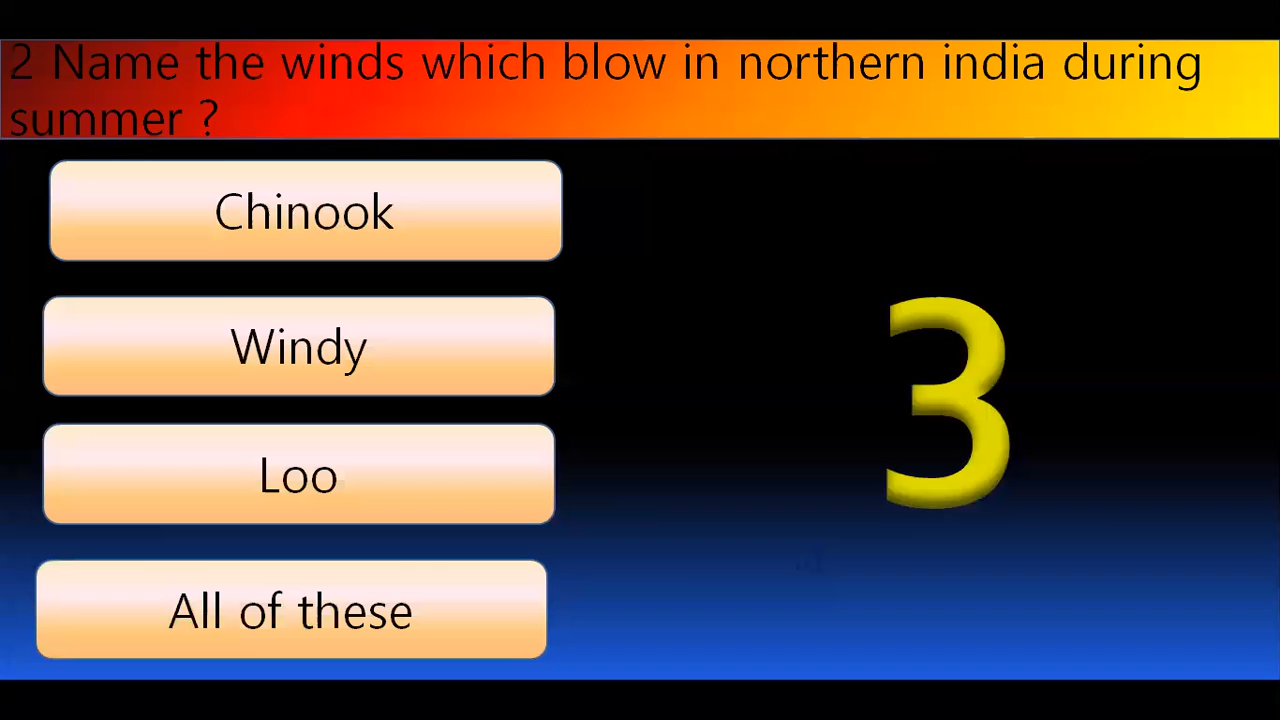 2 Name the winds which blow in northern india during
summer ?
Chinook
Windy
Loo
All of these
3